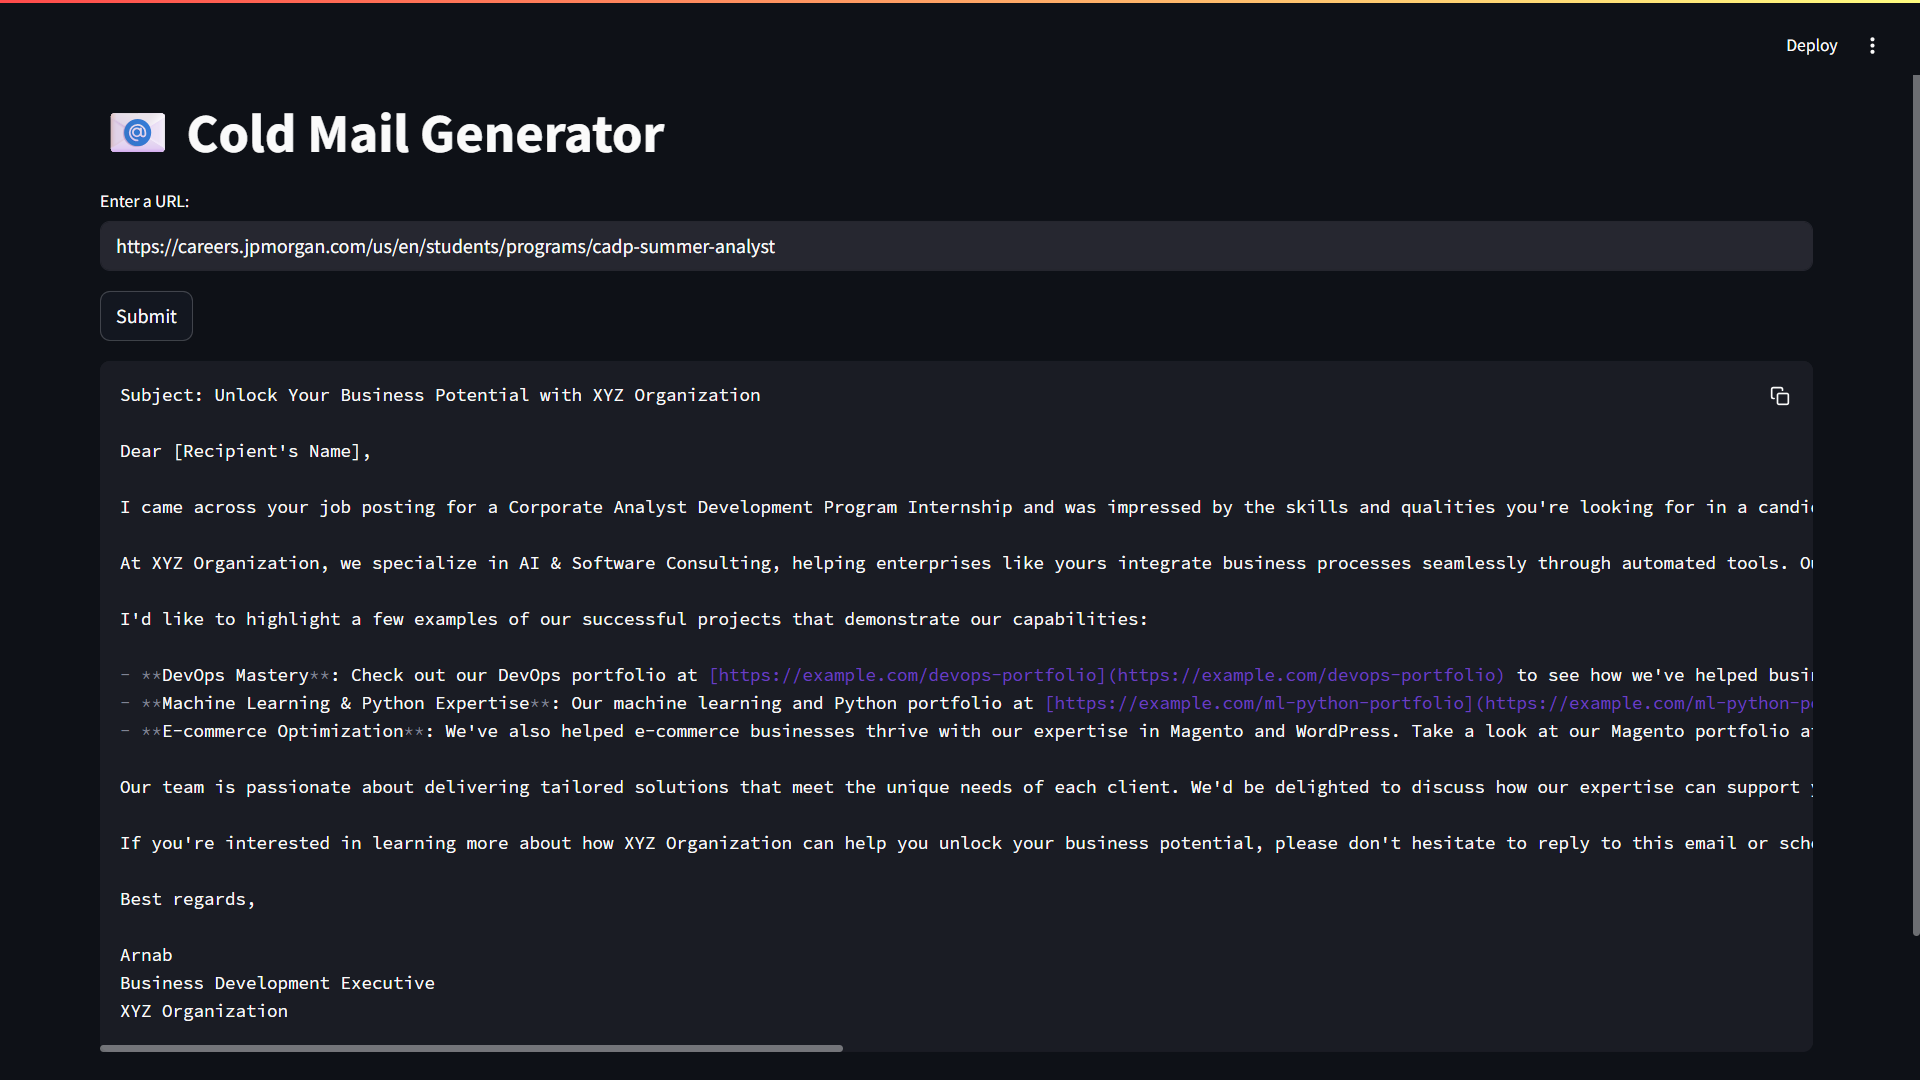 Deploy
Cold Mail Generator
Enter a URL:
https://careers.jpmorgan.com/us/en/students/programs/cadp-summer-analyst
Submit
Subject: Unlock Your Business Potential with XYZ Organization
Dear [Recipient's Name],
I came across your job posting for a Corporate Analyst Development Program Internship and was impressed by the skills and qualities you're looking for in a
At XYZ Organization, we specialize in AI & Software Consulting, helping enterprises like yours integrate business processes seamlessly through automated tools.
I'd like to highlight a few examples of our successful projects that demonstrate our capabilities:
- **DevOps Mastery**: Check out our DevOps portfolio at [https://example.com/devops-portfolio](https://example.com/devops-portfolio) to see how we've helped
- **Machine Learning & Python Expertise**: Our machine learning and Python portfolio at [https://example.com/ml-python-portfolio](https://example.com/ml-python-p
- **E-commerce Optimization**: We've also helped e-commerce businesses thrive with our expertise in Magento and WordPress. Take a look at our Magento portfolio
Our team is passionate about delivering tailored solutions that meet the unique needs of each client. We'd be delighted to discuss how our expertise can support
If you're interested in learning more about how XYZ Organization can help you unlock your business potential, please don't hesitate to reply to this email or
Best regards,
Arnab
Business Development Executive
XYZ Organization